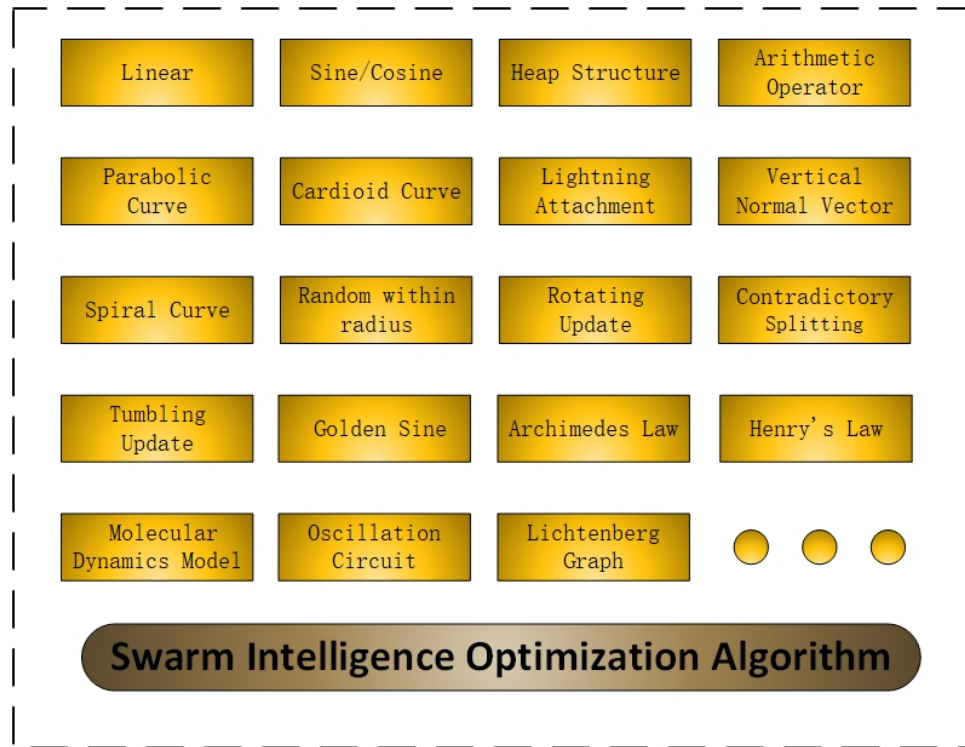 Linear
Sine/Cosine
Heap Structure
Arithmetic
Operator
Parabolic
Curve
Cardioid Curve
Lightning
Attachment
Vertical
Normal Vector
Spiral Curve
Random within
radius
Rotating
Update
Contradictory
Splitting
Tumbling
Update
Golden Sine
Archimedes Law
Henry's Law
Molecular
Dynamics Model
Oscillation
Circuit
Lichtenberg
Graph
Swarm Intelligence Optimization Algorithm